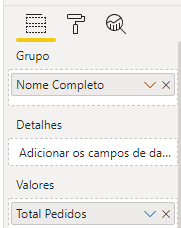 Grupo
Nome Completo
Detalhes
Adicionar os campos de da...
Valores
Total Pedidos